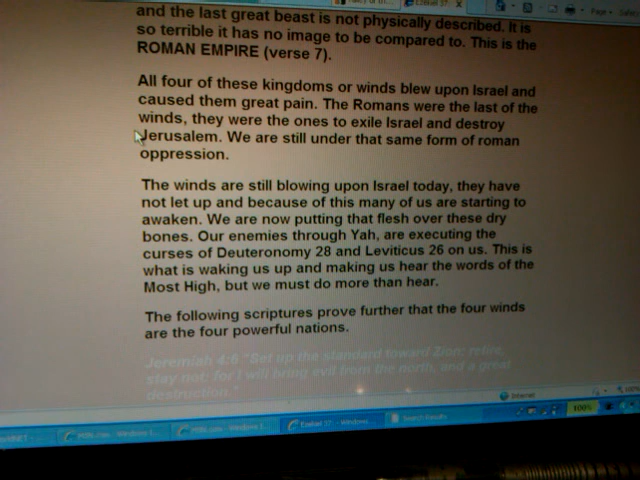 and the last great beast is not physically described. It is
so terrible it has no image to be compared to. This is the
ROMAN EMPIRE (verse 7).
All four of these kingdoms or winds blew upon Israel and
caused them great pain. The Romans were the last of the
winds, they were the ones to exile Israel and destroy
Jerusalem. We are still under that same form of roman
oppression.
The winds are still blowing upon Israel today, they have
not let up and because of this many of us are starting to
awaken. We are now putting that flesh over these dry
bones. Our enemies through Yah, are executing the
curses of Deuteronomy 28 and Leviticus 26 on us. This is
what is waking us up and making us hear the words of the
Most High, but we must do more than hear.
The following scriptures prove further that the four winds
are the four powerful nations.
Jeremiah 4:6 "Set up the standard toward Zion: retire,
stay not: for I will bring evil from the north, and a great
destruction."
Internet
100%
Ezekiel 37 - Windows
Search Results